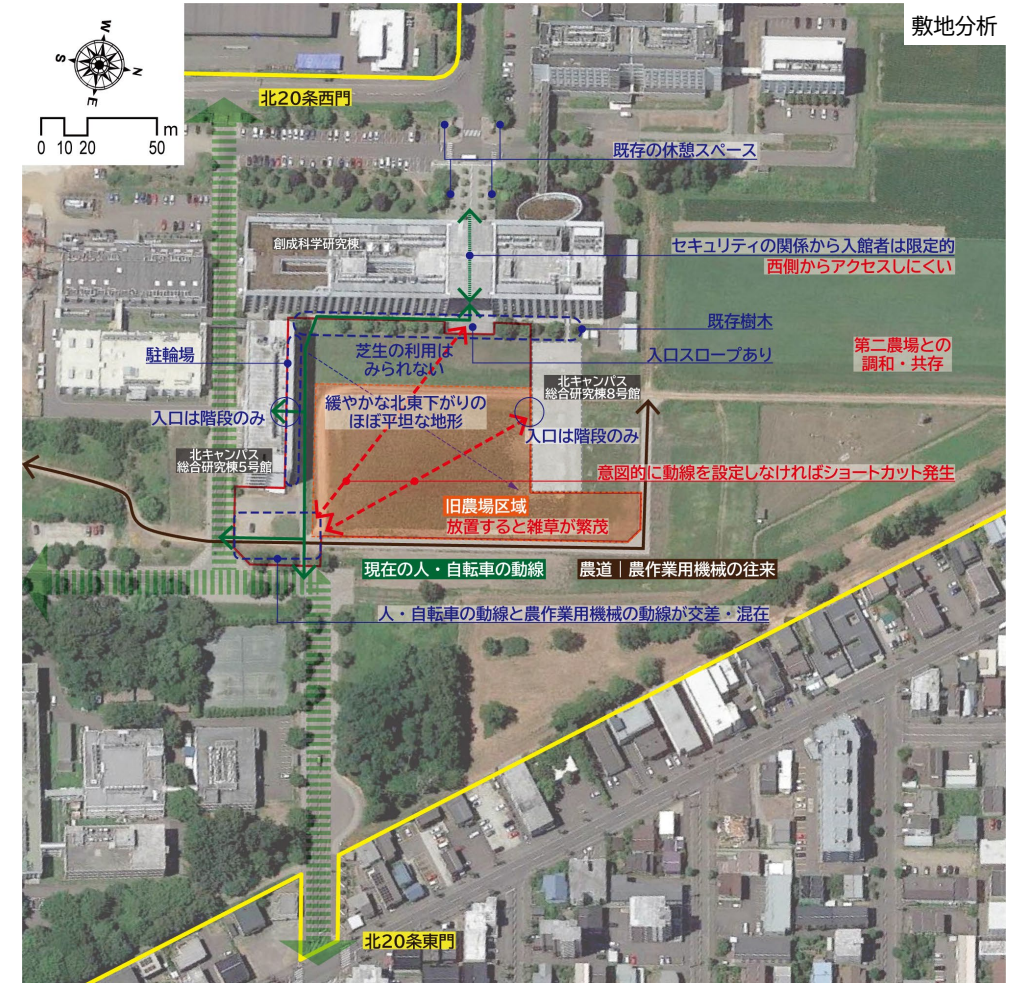 敷地分析
W
S
N
E
m
0 10 20 50
北20条西門
既存の休憩スペース
創成科学研究棟
セキュリティの関係から入館者は限定的
西側からアクセスしにくい
既存樹木
駐輪場
芝生の利用は
みられない
入口スロープあり
第二農場との
調和・共存
北キャンパス
総合研究棟8号館
緩やかな北東下がりの
ほぼ平坦な地形
入口は階段のみ
入口は階段のみ
北キャンパス
総合研究棟5号館
意図的に動線を設定しなければショートカット発生
旧農場区域
放置すると雑草が繁茂
現在の人・自転車の動線
農道｜農作業用機械の往来
人・自転車の動線と農作業用機械の動線が交差・混在
北20条東門